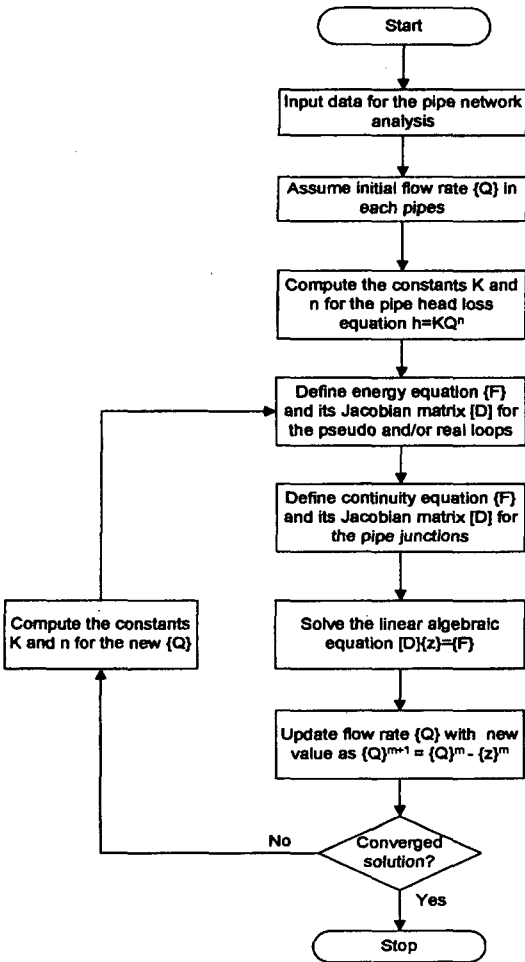 Start
Input data for the pipe network
analysis
Assume initial flow rate {Q} in
each pipes
Compute the constants K and
n for the pipe head loss
equation h=KQⁿ
Define energy equation {F}
and its Jacobian matrix [D] for
the pseudo and/or real loops
Define continuity equation {F}
and its Jacobian matrix [D] for
the pipe junctions
Compute the constants
K and n for the new {Q}
Solve the linear algebraic
equation [D]{z}={F}
Update flow rate {Q} with new
value as {Q}ᵐ⁺¹ = {Q}ᵐ - {z}ᵐ
No
Converged
solution?
Yes
Stop